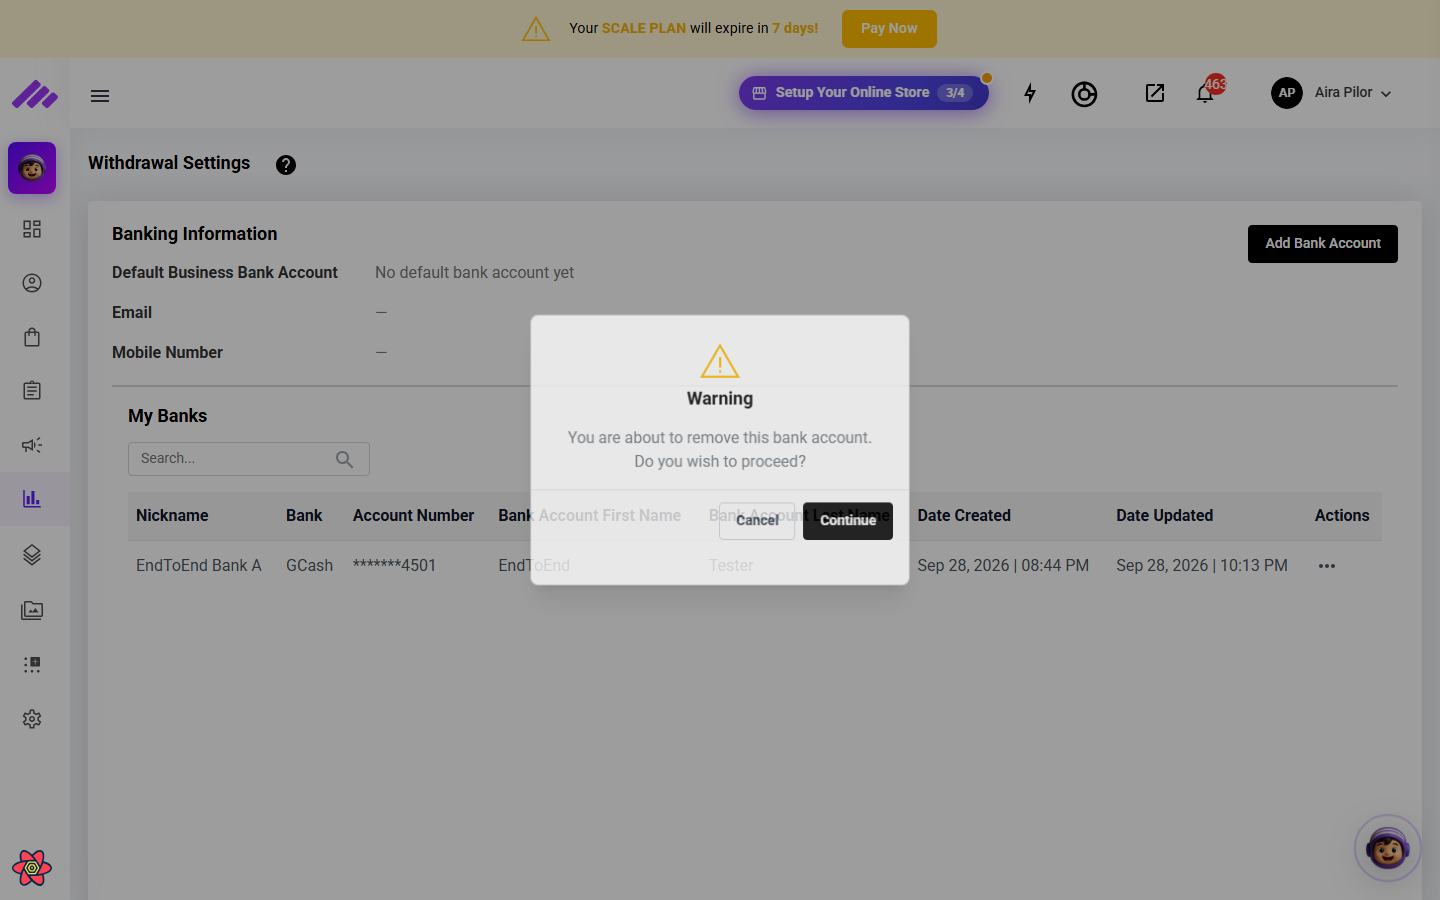 Your SCALE PLAN will expire in 7 days!
Pay Now
Setup Your Online Store 3/4
463
AP
Aira Pilor
Withdrawal Settings
Banking Information
Add Bank Account
Default Business Bank Account No default bank account yet
Email —
Mobile Number —
Warning
You are about to remove this bank account.
Do you wish to proceed?
Cancel
Continue
My Banks
Search...
Nickname Bank Account Number Bank Account First Name Bank Account Last Name Date Created Date Updated Actions
EndToEnd Bank A GCash *******4501 EndToEnd Tester Sep 28, 2026 | 08:44 PM Sep 28, 2026 | 10:13 PM